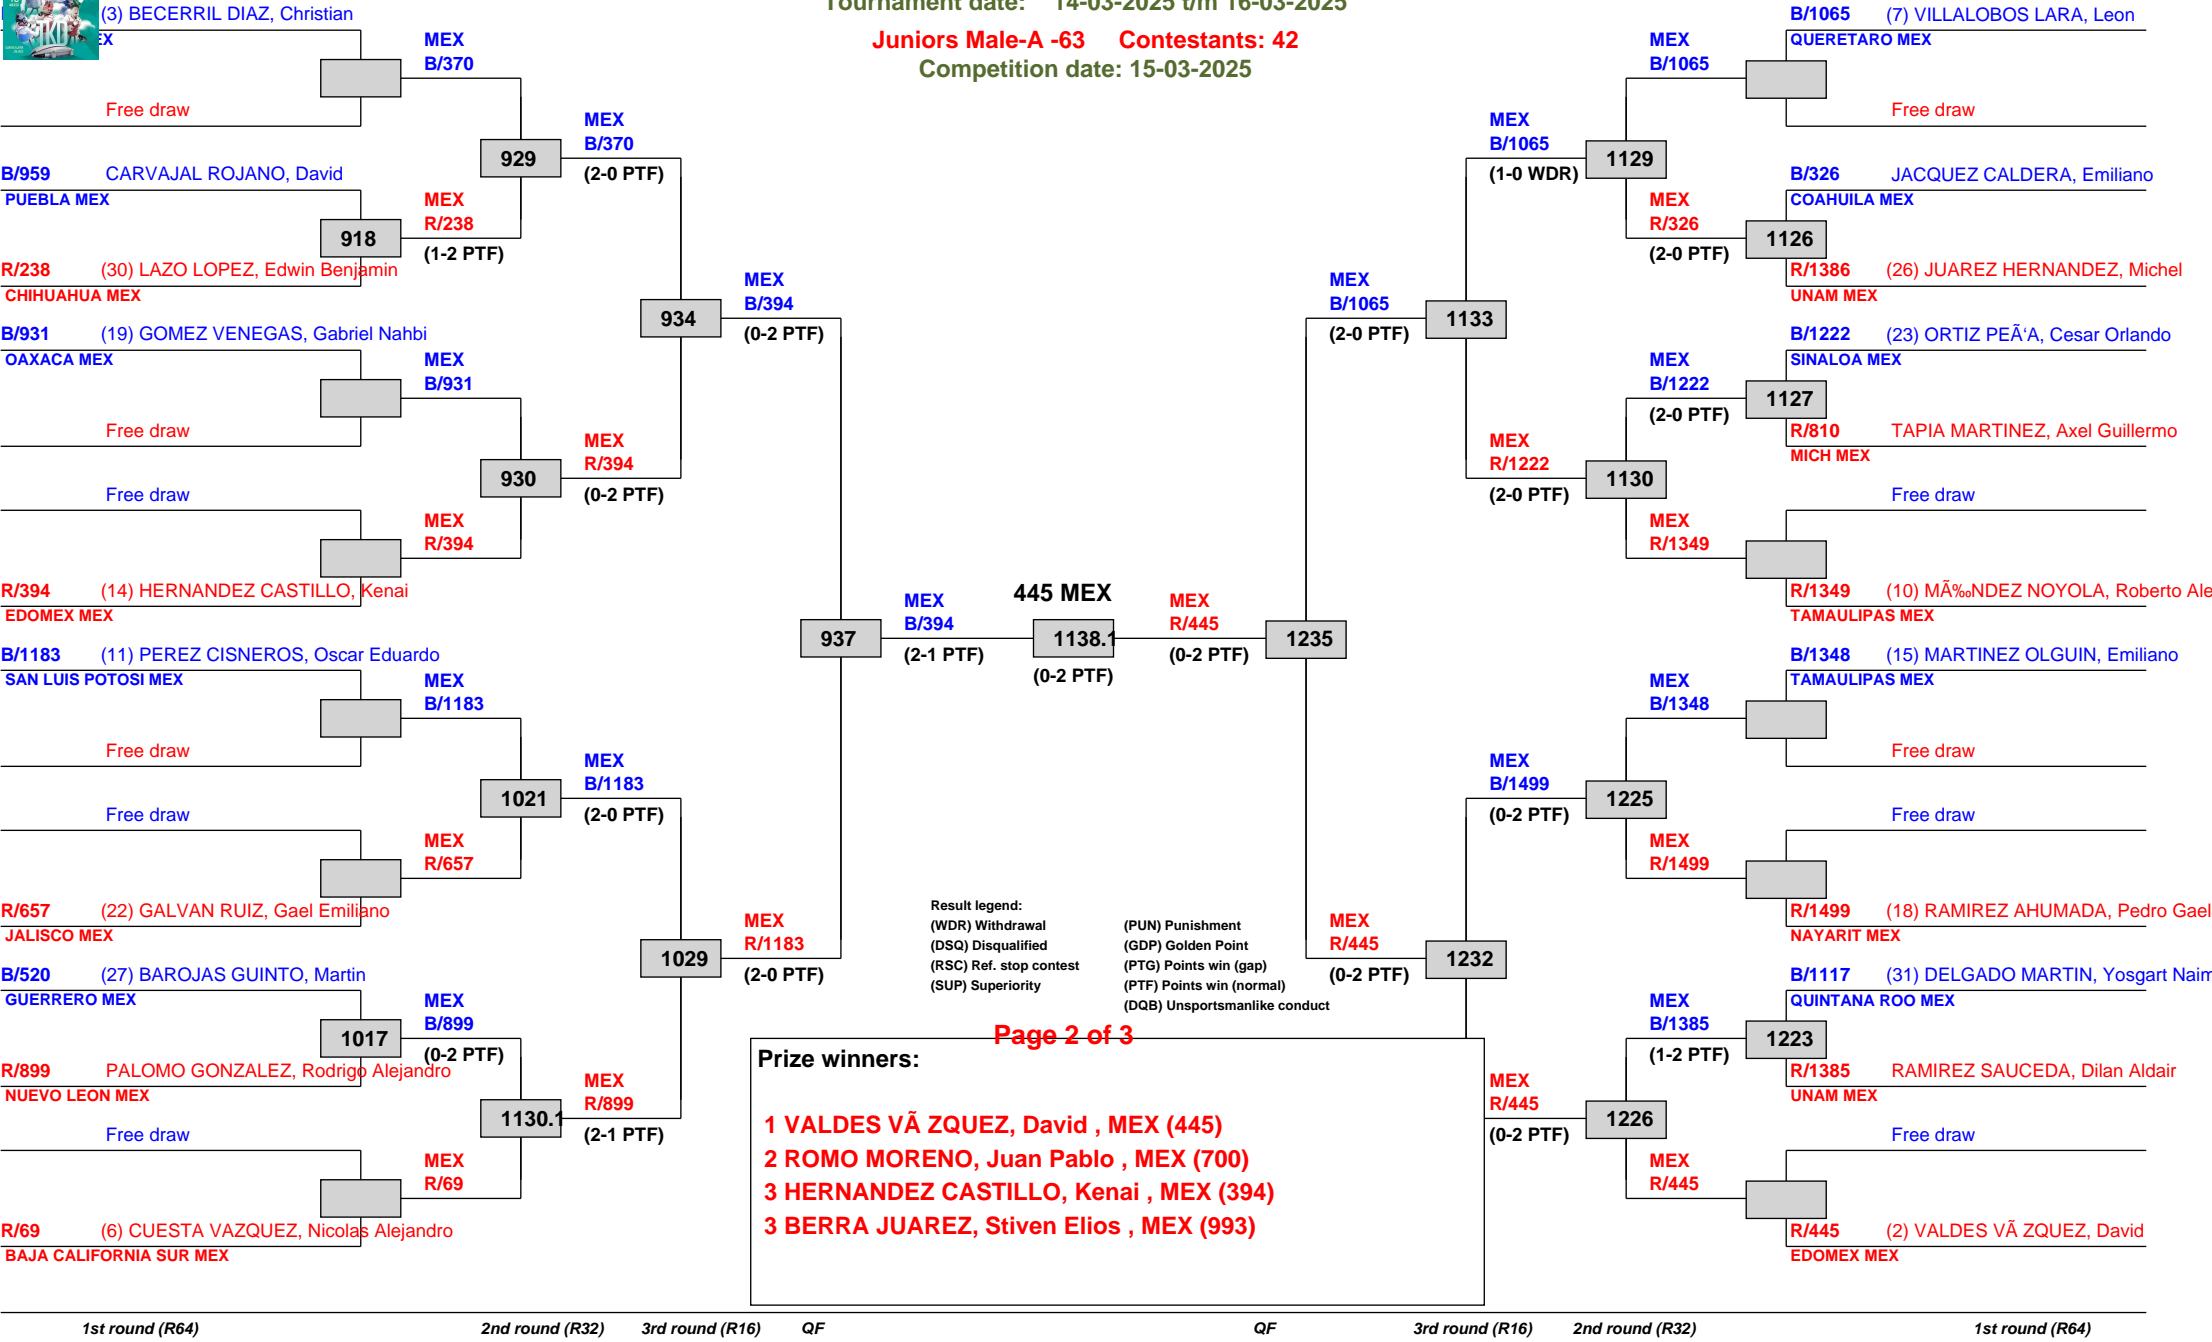 Tournament date: 14-03-2025 t/m 16-03-2025
Juniors Male-A -63 Contestants: 42
Competition date: 15-03-2025
(3) BECERRIL DIAZ, Christian
EX
MEX
B/370
Free draw
929
MEX
B/370
(2-0 PTF)
B/959 CARVAJAL ROJANO, David
PUEBLA MEX
918
MEX
R/238
(1-2 PTF)
R/238 (30) LAZO LOPEZ, Edwin Benjamin
CHIHUAHUA MEX
934
MEX
B/394
(0-2 PTF)
B/931 (19) GOMEZ VENEGAS, Gabriel Nahbi
OAXACA MEX
MEX
B/931
Free draw
930
MEX
R/394
(0-2 PTF)
Free draw
MEX
R/394
R/394 (14) HERNANDEZ CASTILLO, Kenai
EDOMEX MEX
937
MEX
B/394
(2-1 PTF)
B/1183 (11) PEREZ CISNEROS, Oscar Eduardo
SAN LUIS POTOSI MEX
MEX
B/1183
Free draw
1021
MEX
B/1183
(2-0 PTF)
Free draw
MEX
R/657
R/657 (22) GALVAN RUIZ, Gael Emiliano
JALISCO MEX
1029
MEX
R/1183
(2-0 PTF)
B/520 (27) BAROJAS GUINTO, Martin
GUERRERO MEX
1017
MEX
B/899
(0-2 PTF)
R/899 PALOMO GONZALEZ, Rodrigo Alejandro
NUEVO LEON MEX
1130.1
MEX
R/899
(2-1 PTF)
Free draw
MEX
R/69
R/69 (6) CUESTA VAZQUEZ, Nicolas Alejandro
BAJA CALIFORNIA SUR MEX
445 MEX
1138.1
(0-2 PTF)
MEX
R/445
(0-2 PTF)
1235
B/1065 (7) VILLALOBOS LARA, Leon
QUERETARO MEX
MEX
B/1065
Free draw
MEX
B/1065
(1-0 WDR)
1129
B/326 JACQUEZ CALDERA, Emiliano
COAHUILA MEX
MEX
R/326
(2-0 PTF)
1126
R/1386 (26) JUAREZ HERNANDEZ, Michel
UNAM MEX
MEX
B/1065
(2-0 PTF)
1133
B/1222 (23) ORTIZ PEÃ‘A, Cesar Orlando
SINALOA MEX
MEX
B/1222
(2-0 PTF)
1127
R/810 TAPIA MARTINEZ, Axel Guillermo
MICH MEX
MEX
R/1222
(2-0 PTF)
1130
Free draw
MEX
R/1349
R/1349 (10) MÃ‰NDEZ NOYOLA, Roberto Ale
TAMAULIPAS MEX
B/1348 (15) MARTINEZ OLGUIN, Emiliano
TAMAULIPAS MEX
MEX
B/1348
Free draw
MEX
B/1499
(0-2 PTF)
1225
Free draw
MEX
R/1499
R/1499 (18) RAMIREZ AHUMADA, Pedro Gael
NAYARIT MEX
MEX
R/445
(0-2 PTF)
1232
B/1117 (31) DELGADO MARTIN, Yosgart Naim
QUINTANA ROO MEX
MEX
B/1385
(1-2 PTF)
1223
R/1385 RAMIREZ SAUCEDA, Dilan Aldair
UNAM MEX
MEX
R/445
(0-2 PTF)
1226
Free draw
MEX
R/445
R/445 (2) VALDES VÃ ZQUEZ, David
EDOMEX MEX
Result legend:
(WDR) Withdrawal (PUN) Punishment
(DSQ) Disqualified (GDP) Golden Point
(RSC) Ref. stop contest (PTG) Points win (gap)
(SUP) Superiority (PTF) Points win (normal)
(DQB) Unsportsmanlike conduct
Page 2 of 3
Prize winners:
1 VALDES VÃ ZQUEZ, David , MEX (445)
2 ROMO MORENO, Juan Pablo , MEX (700)
3 HERNANDEZ CASTILLO, Kenai , MEX (394)
3 BERRA JUAREZ, Stiven Elios , MEX (993)
1st round (R64) 2nd round (R32) 3rd round (R16) QF QF 3rd round (R16) 2nd round (R32) 1st round (R64)